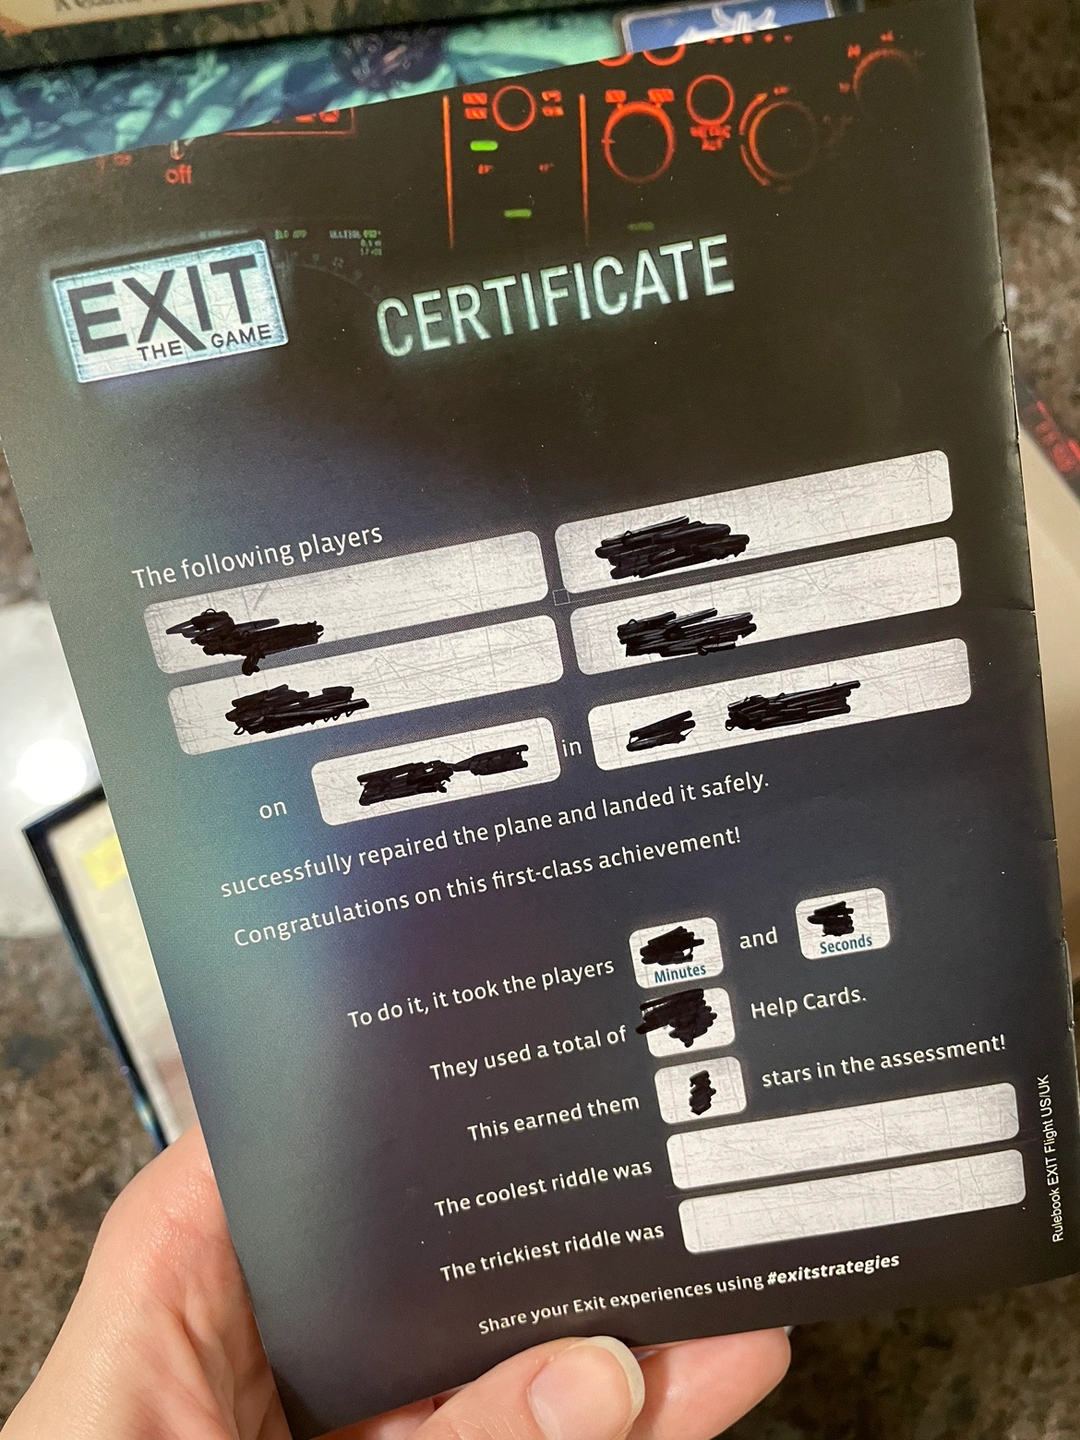 off
EXIT
THE GAME
CERTIFICATE
The following players
on
in
successfully repaired the plane and landed it safely.
Congratulations on this first-class achievement!
To do it, it took the players
Minutes
and
Seconds
They used a total of
Help Cards.
This earned them
stars in the assessment!
The coolest riddle was
The trickiest riddle was
Share your Exit experiences using #exitstrategies
Rulebook EXIT Flight US/UK